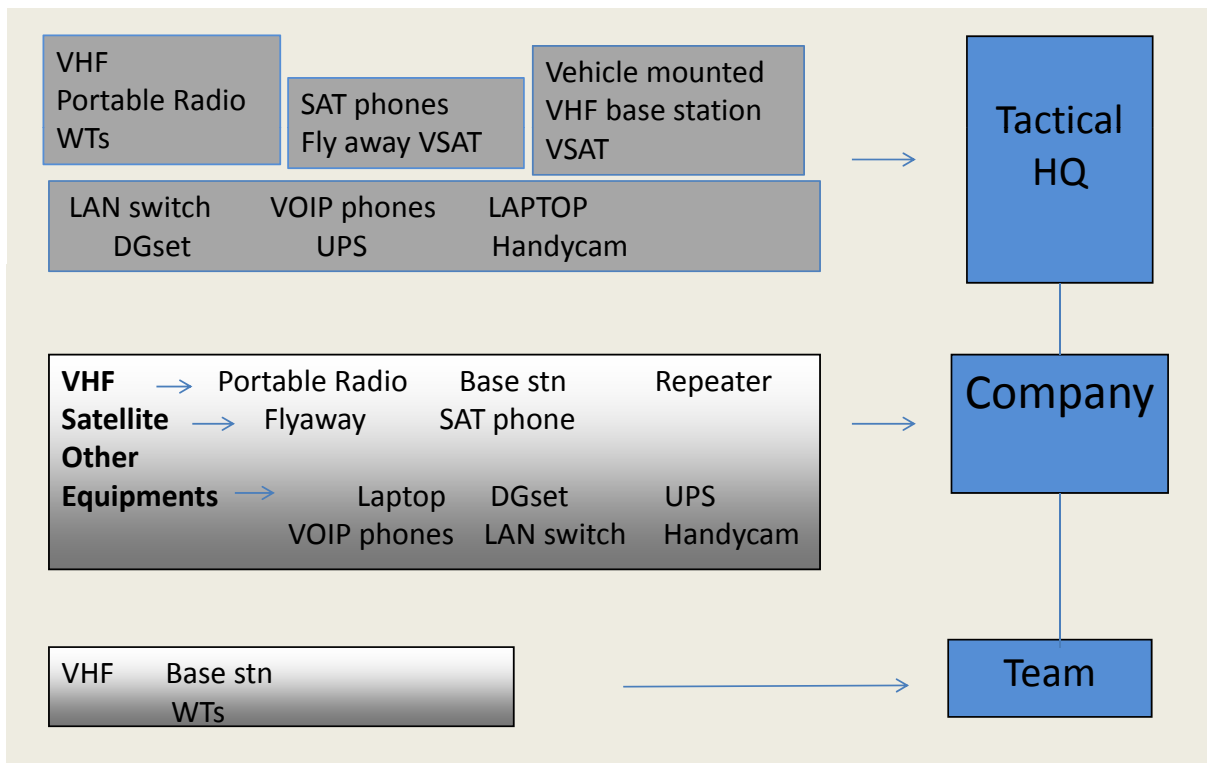 VHF
Portable Radio
WTs
SAT phones
Fly away VSAT
Vehicle mounted
VHF base station
VSAT
LAN switch VOIP phones LAPTOP
DGset UPS Handycam
Tactical
HQ
VHF Portable Radio Base stn Repeater
Satellite Flyaway SAT phone
Other
Equipments Laptop DGset UPS
VOIP phones LAN switch Handycam
Company
VHF Base stn
WTs
Team